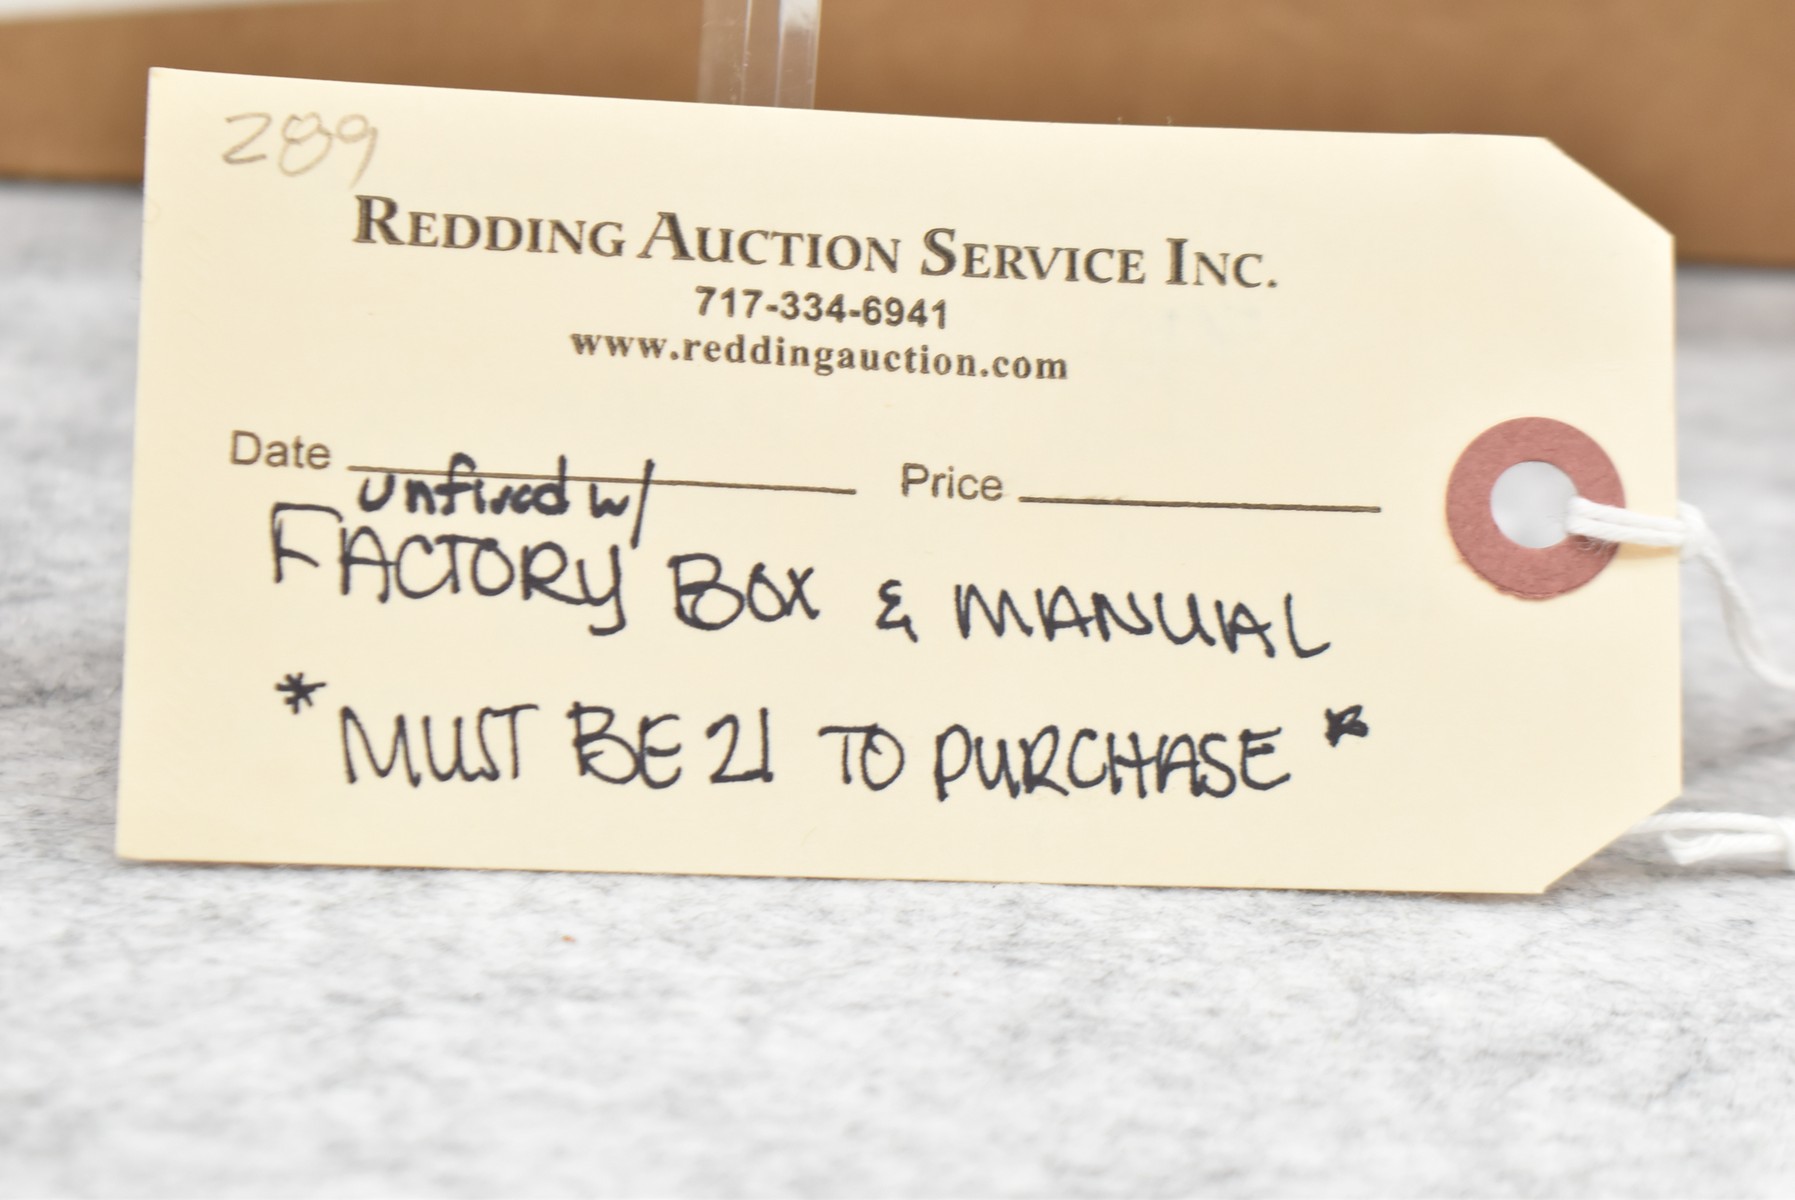 289
REDDING AUCTION SERVICE INC.
717-334-6941
www.reddingauction.com
Date Price
unfired w/
FACTORY BOX & MANUAL
*MUST BE 21 TO PURCHASE*